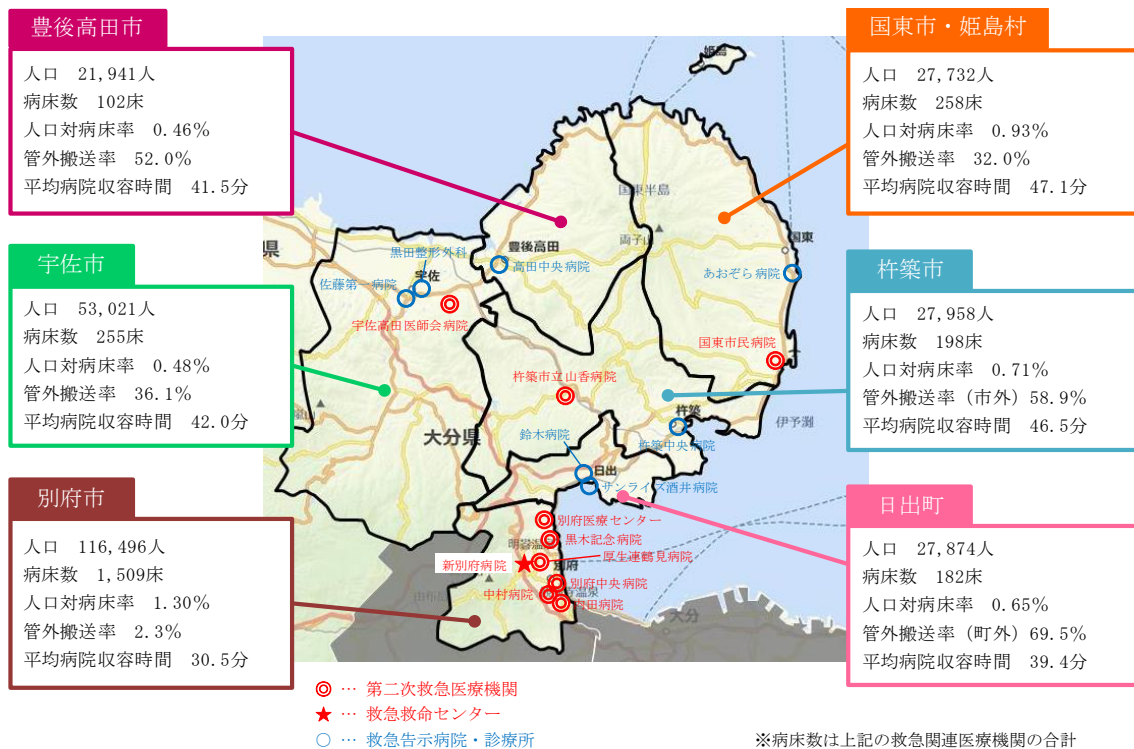 豊後高田市
人口 21,941人
病床数 102床
人口対病床率 0.46%
管外搬送率 52.0%
平均病院収容時間 41.5分
宇佐市
人口 53,021人
病床数 255床
人口対病床率 0.48%
管外搬送率 36.1%
平均病院収容時間 42.0分
別府市
人口 116,496人
病床数 1,509床
人口対病床率 1.30%
管外搬送率 2.3%
平均病院収容時間 30.5分
姫島
国東半島
両子山
国東
豊後高田
高田中央病院
黒田整形外科
宇佐
佐藤第一病院
宇佐高田医師会病院
あおぞら病院
国東市民病院
杵築市立山香病院
杵築
杵築中央病院
伊予灘
大分県
鈴木病院
日出
サンライズ酒井病院
別府医療センター
黒木記念病院
厚生連鶴見病院
新別府病院
別府
別府中央病院
中村病院
内田病院
大分
国東市・姫島村
人口 27,732人
病床数 258床
人口対病床率 0.93%
管外搬送率 32.0%
平均病院収容時間 47.1分
杵築市
人口 27,958人
病床数 198床
人口対病床率 0.71%
管外搬送率(市外)58.9%
平均病院収容時間 46.5分
日出町
人口 27,874人
病床数 182床
人口対病床率 0.65%
管外搬送率(町外)69.5%
平均病院収容時間 39.4分
◎ … 第二次救急医療機関
★ … 救急救命センター
○ … 救急告示病院・診療所
※病床数は上記の救急関連医療機関の合計